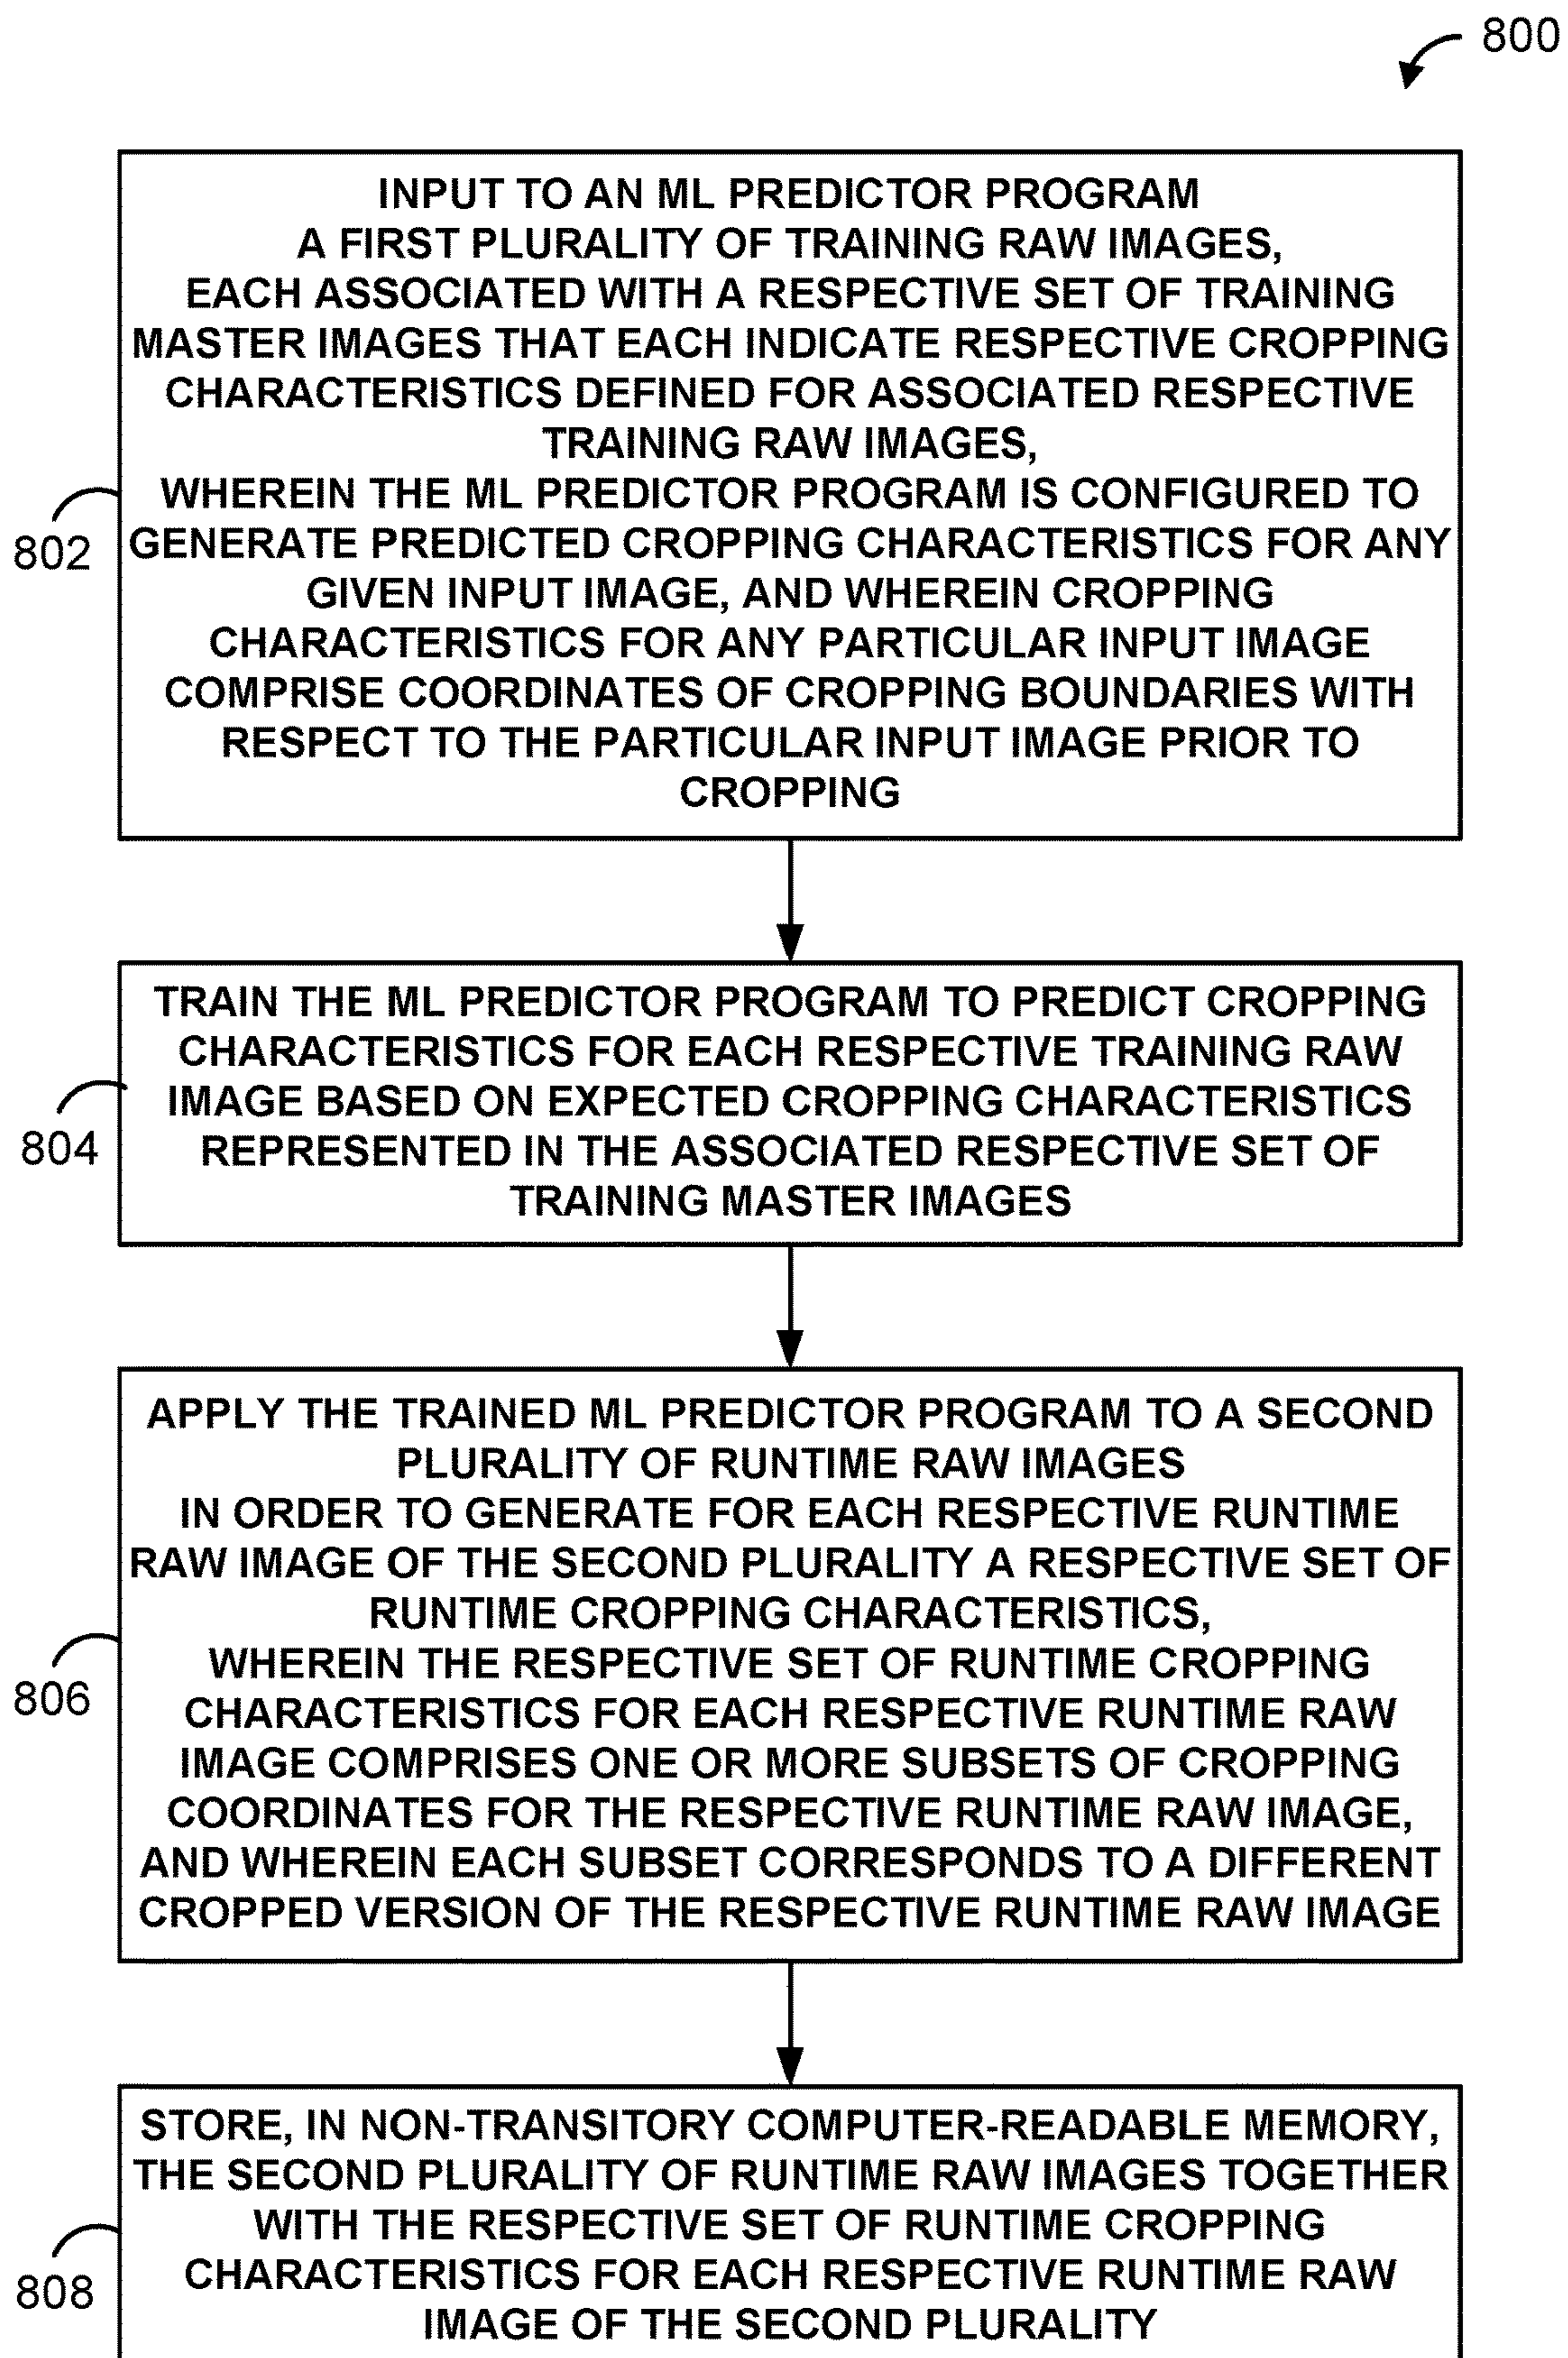 800
INPUT TO AN ML PREDICTOR PROGRAM
A FIRST PLURALITY OF TRAINING RAW IMAGES,
EACH ASSOCIATED WITH A RESPECTIVE SET OF TRAINING
MASTER IMAGES THAT EACH INDICATE RESPECTIVE CROPPING
CHARACTERISTICS DEFINED FOR ASSOCIATED RESPECTIVE
TRAINING RAW IMAGES,
WHEREIN THE ML PREDICTOR PROGRAM IS CONFIGURED TO
GENERATE PREDICTED CROPPING CHARACTERISTICS FOR ANY
GIVEN INPUT IMAGE, AND WHEREIN CROPPING
CHARACTERISTICS FOR ANY PARTICULAR INPUT IMAGE
COMPRISE COORDINATES OF CROPPING BOUNDARIES WITH
RESPECT TO THE PARTICULAR INPUT IMAGE PRIOR TO
CROPPING
802
TRAIN THE ML PREDICTOR PROGRAM TO PREDICT CROPPING
CHARACTERISTICS FOR EACH RESPECTIVE TRAINING RAW
IMAGE BASED ON EXPECTED CROPPING CHARACTERISTICS
REPRESENTED IN THE ASSOCIATED RESPECTIVE SET OF
TRAINING MASTER IMAGES
804
APPLY THE TRAINED ML PREDICTOR PROGRAM TO A SECOND
PLURALITY OF RUNTIME RAW IMAGES
IN ORDER TO GENERATE FOR EACH RESPECTIVE RUNTIME
RAW IMAGE OF THE SECOND PLURALITY A RESPECTIVE SET OF
RUNTIME CROPPING CHARACTERISTICS,
WHEREIN THE RESPECTIVE SET OF RUNTIME CROPPING
CHARACTERISTICS FOR EACH RESPECTIVE RUNTIME RAW
IMAGE COMPRISES ONE OR MORE SUBSETS OF CROPPING
COORDINATES FOR THE RESPECTIVE RUNTIME RAW IMAGE,
AND WHEREIN EACH SUBSET CORRESPONDS TO A DIFFERENT
CROPPED VERSION OF THE RESPECTIVE RUNTIME RAW IMAGE
806
STORE, IN NON-TRANSITORY COMPUTER-READABLE MEMORY,
THE SECOND PLURALITY OF RUNTIME RAW IMAGES TOGETHER
WITH THE RESPECTIVE SET OF RUNTIME CROPPING
CHARACTERISTICS FOR EACH RESPECTIVE RUNTIME RAW
IMAGE OF THE SECOND PLURALITY
808